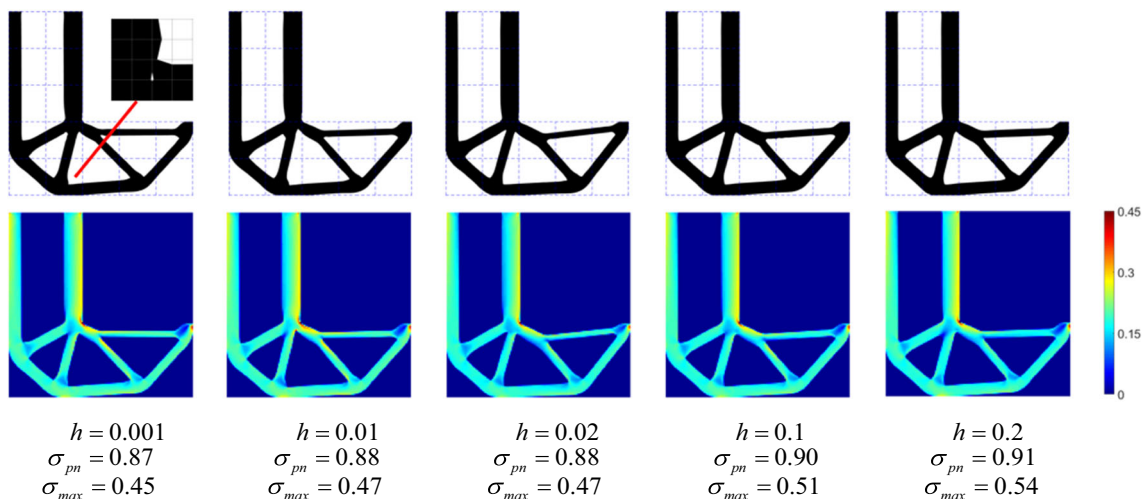 0.45
0.3
0.15
0
h = 0.001
σ_pn = 0.87
σ_max = 0.45
h = 0.01
σ_pn = 0.88
σ_max = 0.47
h = 0.02
σ_pn = 0.88
σ_max = 0.47
h = 0.1
σ_pn = 0.90
σ_max = 0.51
h = 0.2
σ_pn = 0.91
σ_max = 0.54